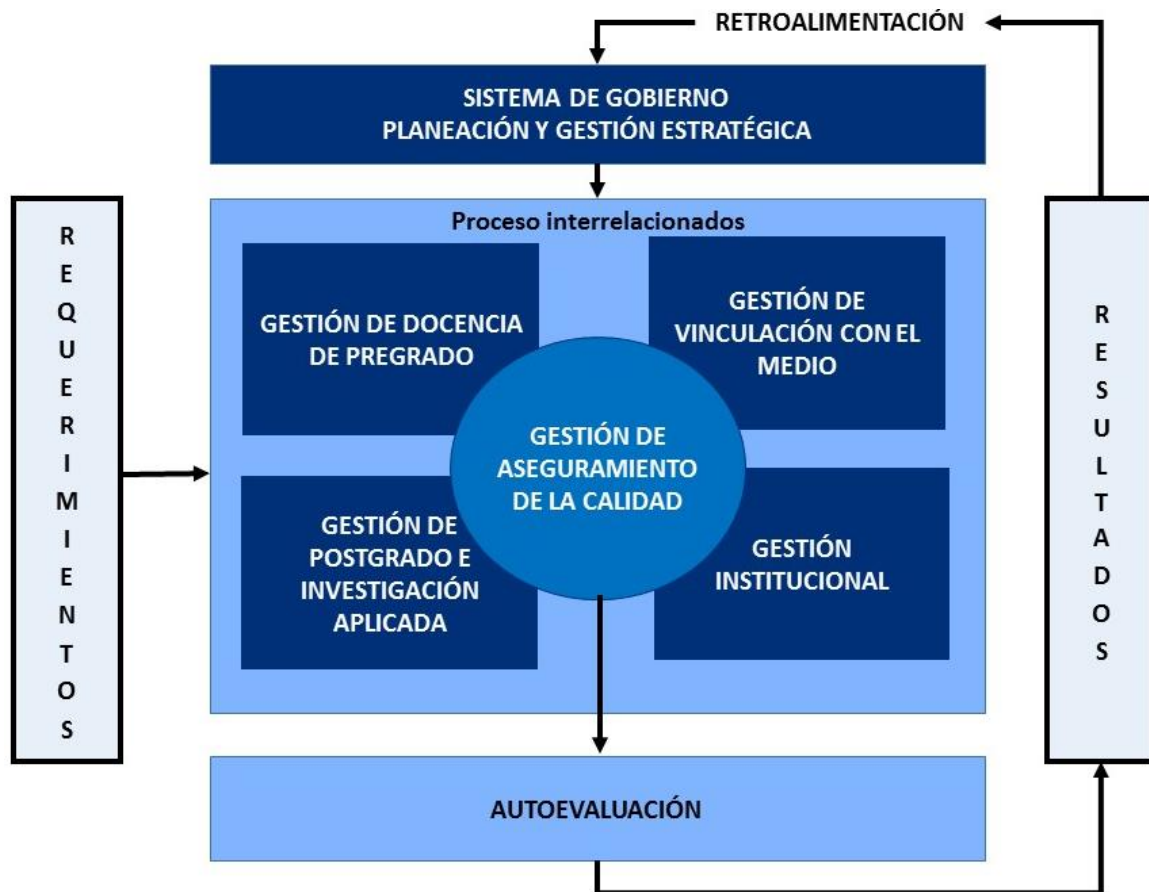 RETROALIMENTACIÓN
SISTEMA DE GOBIERNO
PLANEACIÓN Y GESTIÓN ESTRATÉGICA
REQUERIMIENTOS
Proceso interrelacionados
GESTIÓN DE DOCENCIA
DE PREGRADO
GESTIÓN DE
VINCULACIÓN CON EL
MEDIO
GESTIÓN DE
ASEGURAMIENTO
DE LA CALIDAD
GESTIÓN DE
POSTGRADO E
INVESTIGACIÓN
APLICADA
GESTIÓN
INSTITUCIONAL
RESULTADOS
AUTOEVALUACIÓN